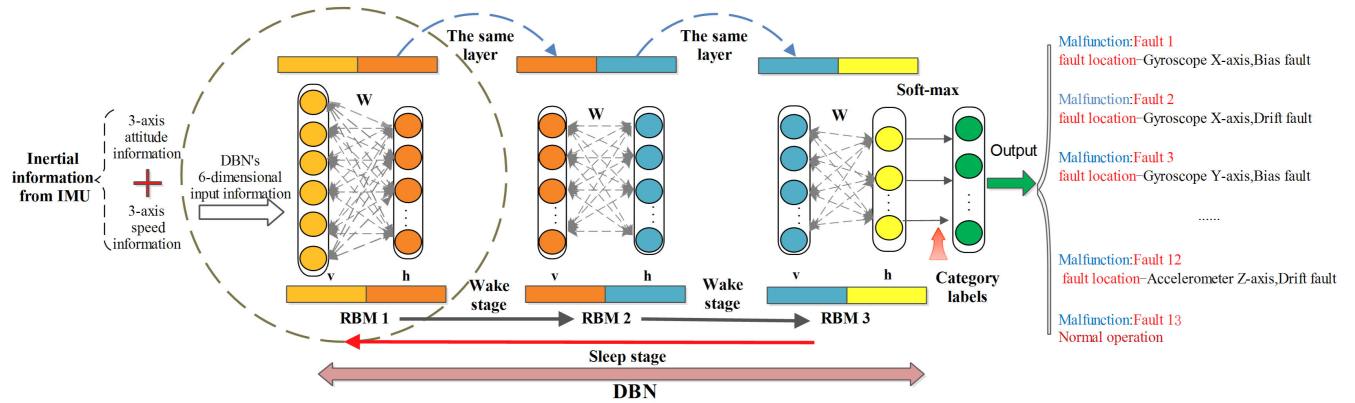 Inertial
information
from IMU
3-axis
attitude
information
3-axis
speed
information
DBN's
6-dimensional
input information
The same
layer
The same
layer
W
W
W
v
h
v
h
v
h
Soft-max
Category
labels
Output
RBM 1
Wake
stage
RBM 2
Wake
stage
RBM 3
Sleep stage
DBN
Malfunction:Fault 1
fault location-Gyroscope X-axis,Bias fault
Malfunction:Fault 2
fault location-Gyroscope X-axis,Drift fault
Malfunction:Fault 3
fault location-Gyroscope Y-axis,Bias fault
......
Malfunction:Fault 12
fault location-Accelerometer Z-axis,Drift fault
Malfunction:Fault 13
Normal operation